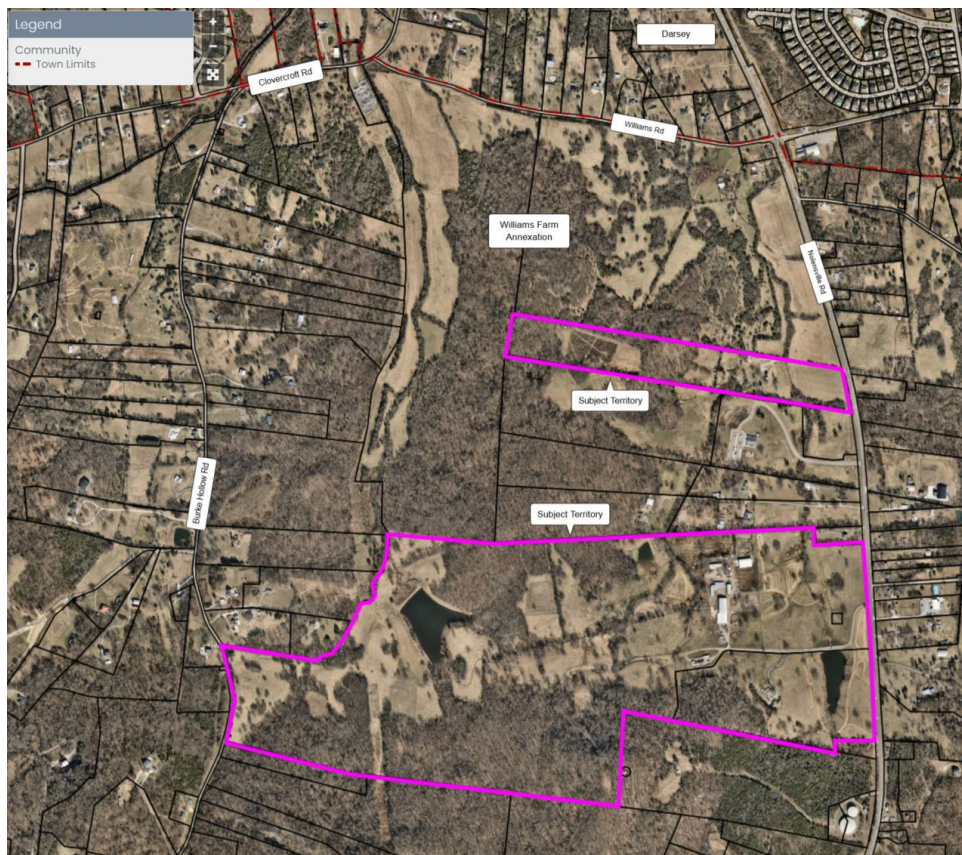 Legend
Community
Town Limits
+
-
Darsey
Clovercroft Rd
Williams Rd
Williams Farm
Annexation
Nolensville Rd
Subject Territory
Burke Hollow Rd
Subject Territory